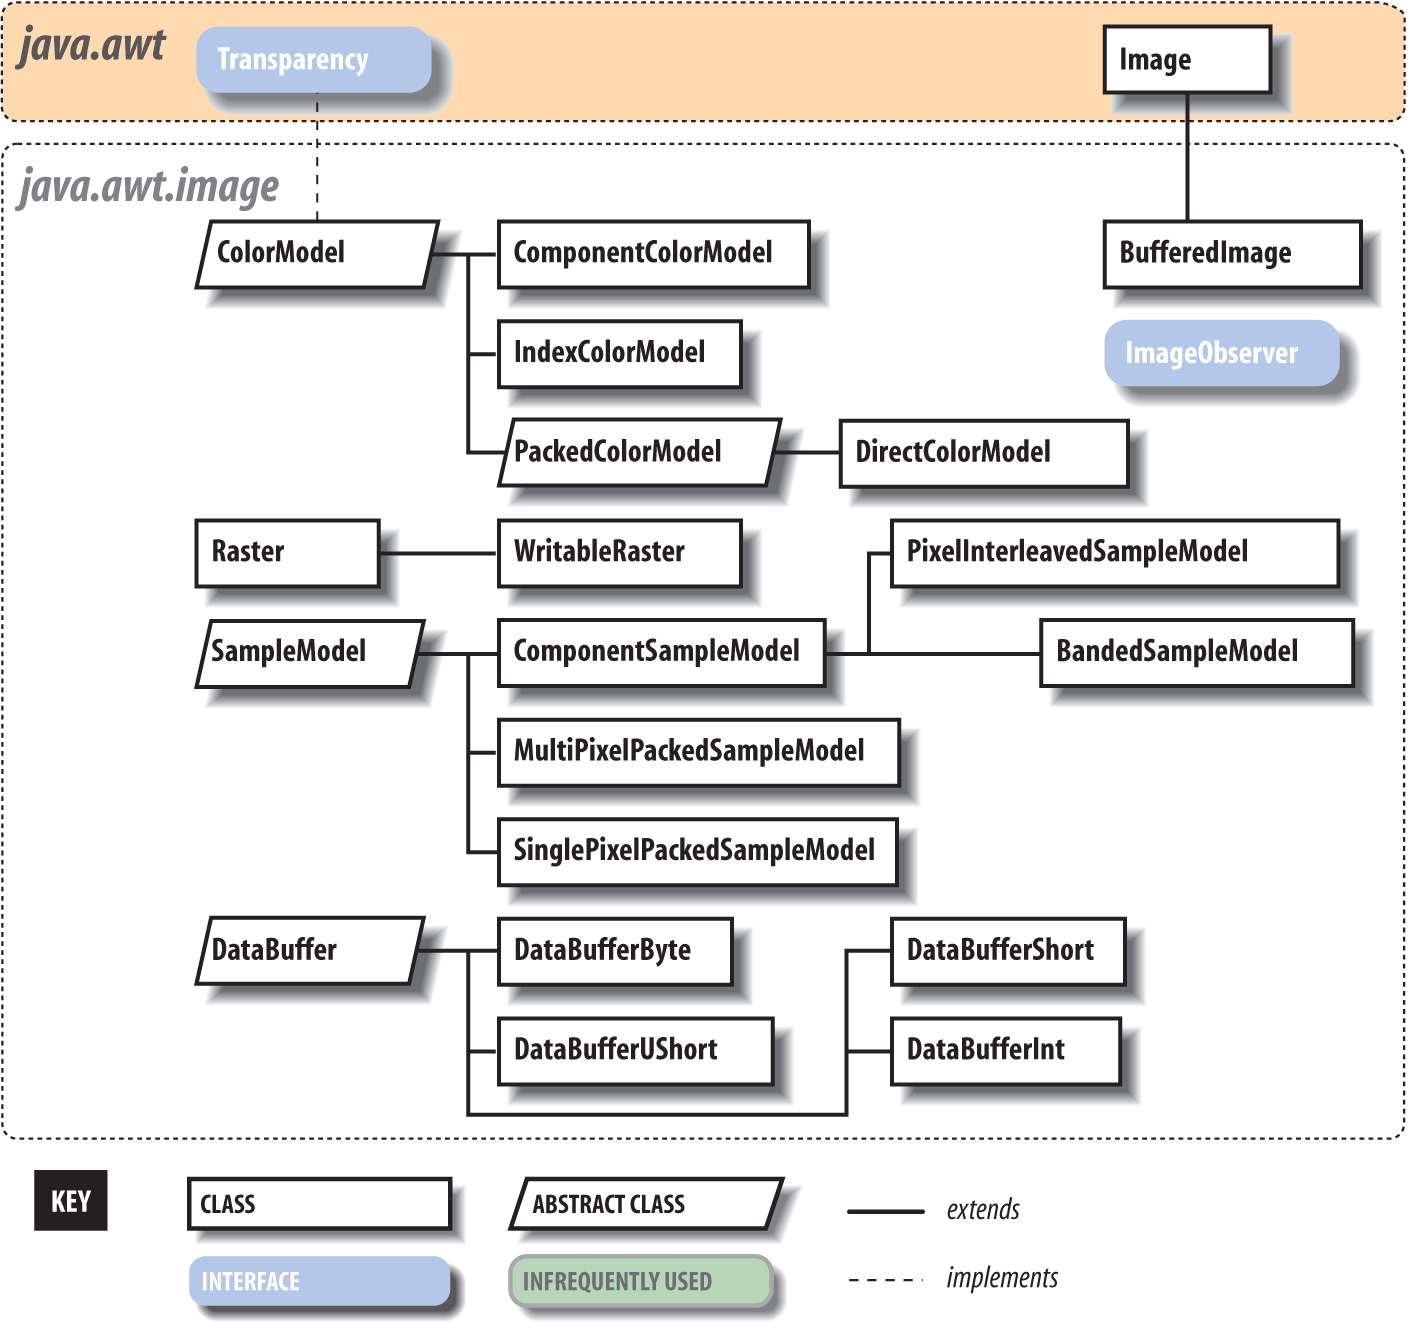 java.awt
Transparency
Image
java.awt.image
ColorModel
ComponentColorModel
BufferedImage
IndexColorModel
ImageObserver
PackedColorModel
DirectColorModel
Raster
WritableRaster
PixelInterleavedSampleModel
SampleModel
ComponentSampleModel
BandedSampleModel
MultiPixelPackedSampleModel
SinglePixelPackedSampleModel
DataBuffer
DataBufferByte
DataBufferShort
DataBufferUShort
DataBufferInt
KEY
CLASS
ABSTRACT CLASS
extends
INTERFACE
INFREQUENTLY USED
implements